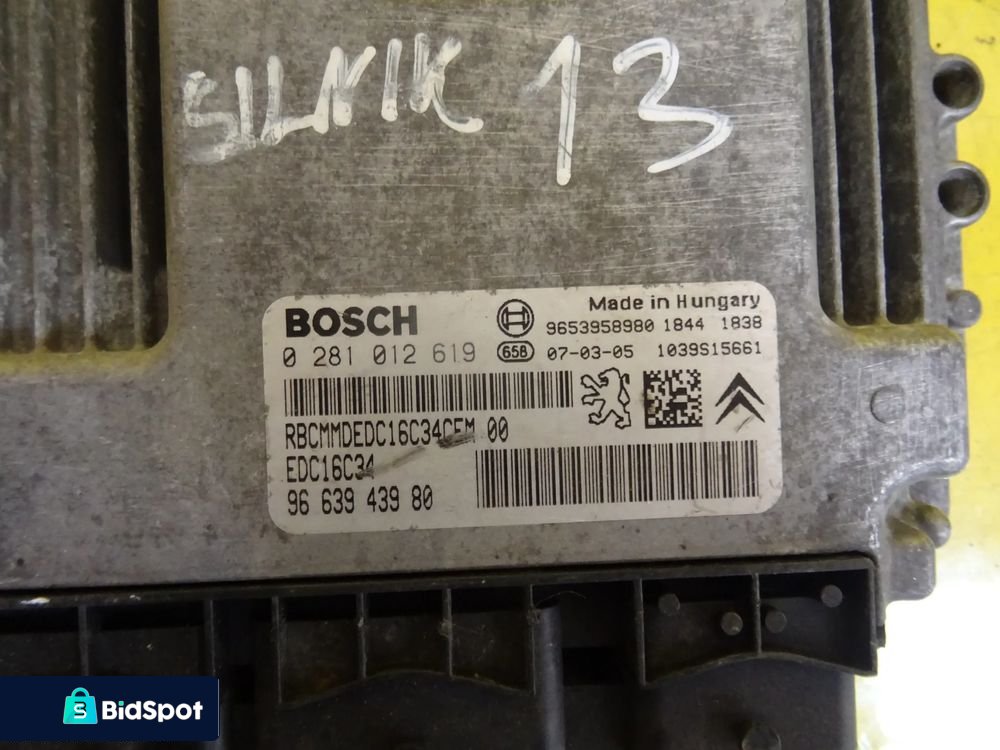 SILNIK 13
BOSCH
Made in Hungary
9653958980 1844 1838
0 281 012 619
658 07-03-05 1039S15661
RBCMMDEDC16C34CFM 00
EDC16C34
96 639 439 80
BidSpot